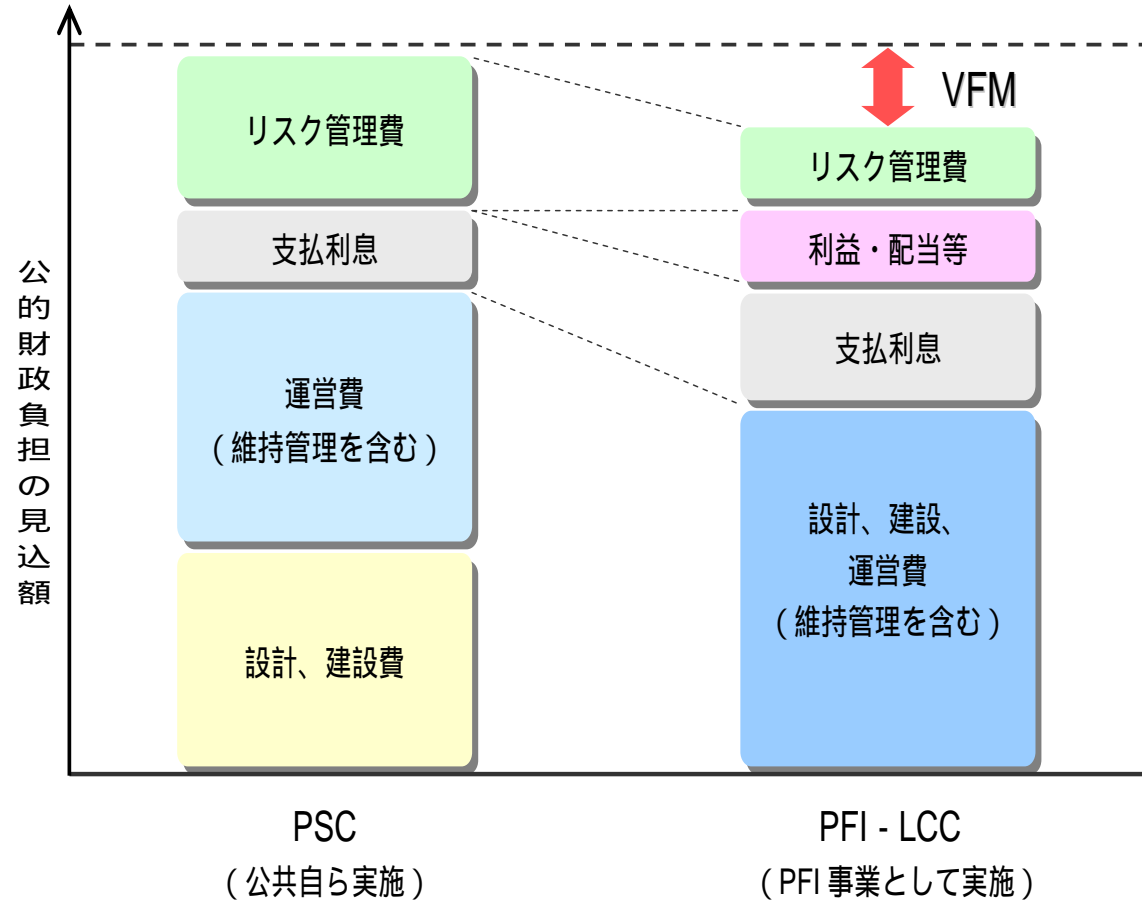 公的財政負担の見込額
リスク管理費
支払利息
運営費
(維持管理を含む)
設計、建設費
VFM
リスク管理費
利益・配当等
支払利息
設計、建設、
運営費
(維持管理を含む)
PSC
(公共自ら実施)
PFI - LCC
(PFI 事業として実施)